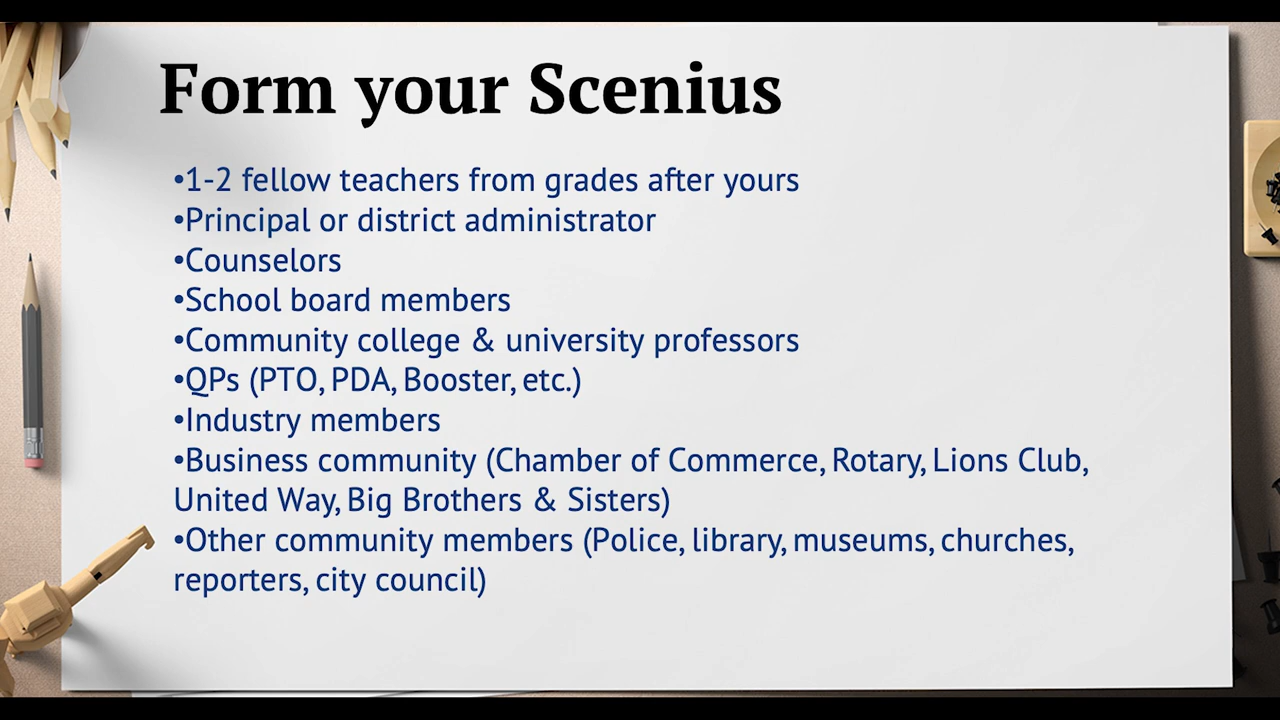 Form your Scenius
•1-2 fellow teachers from grades after yours
•Principal or district administrator
•Counselors
•School board members
•Community college & university professors
•QPs (PTO, PDA, Booster, etc.)
•Industry members
•Business community (Chamber of Commerce, Rotary, Lions Club,
United Way, Big Brothers & Sisters)
•Other community members (Police, library, museums, churches,
reporters, city council)